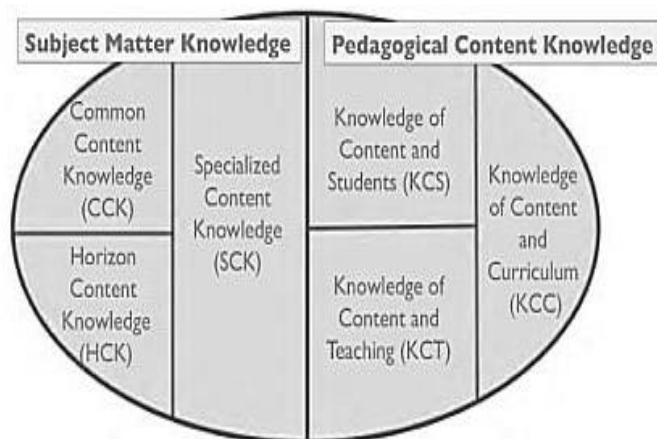 Subject Matter Knowledge
Pedagogical Content Knowledge
Common
Content
Knowledge
(CCK)
Horizon
Content
Knowledge
(HCK)
Specialized
Content
Knowledge
(SCK)
Knowledge of
Content and
Students (KCS)
Knowledge of
Content and
Teaching (KCT)
Knowledge
of Content
and
Curriculum
(KCC)